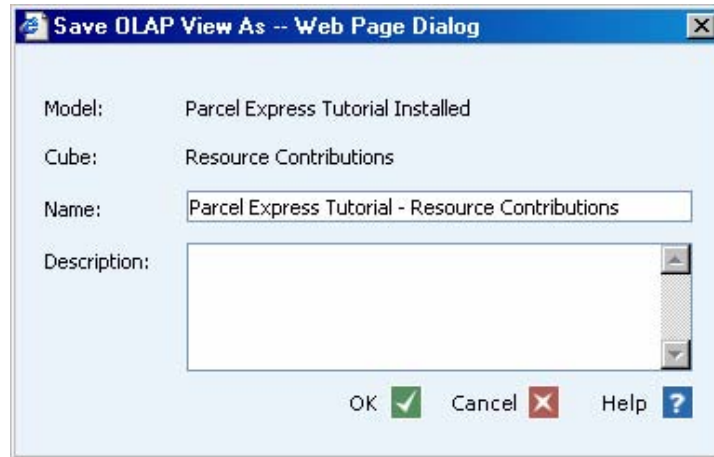 Save OLAP View As -- Web Page Dialog
Model: Parcel Express Tutorial Installed
Cube: Resource Contributions
Name: Parcel Express Tutorial - Resource Contributions
Description:
OK Cancel Help ?